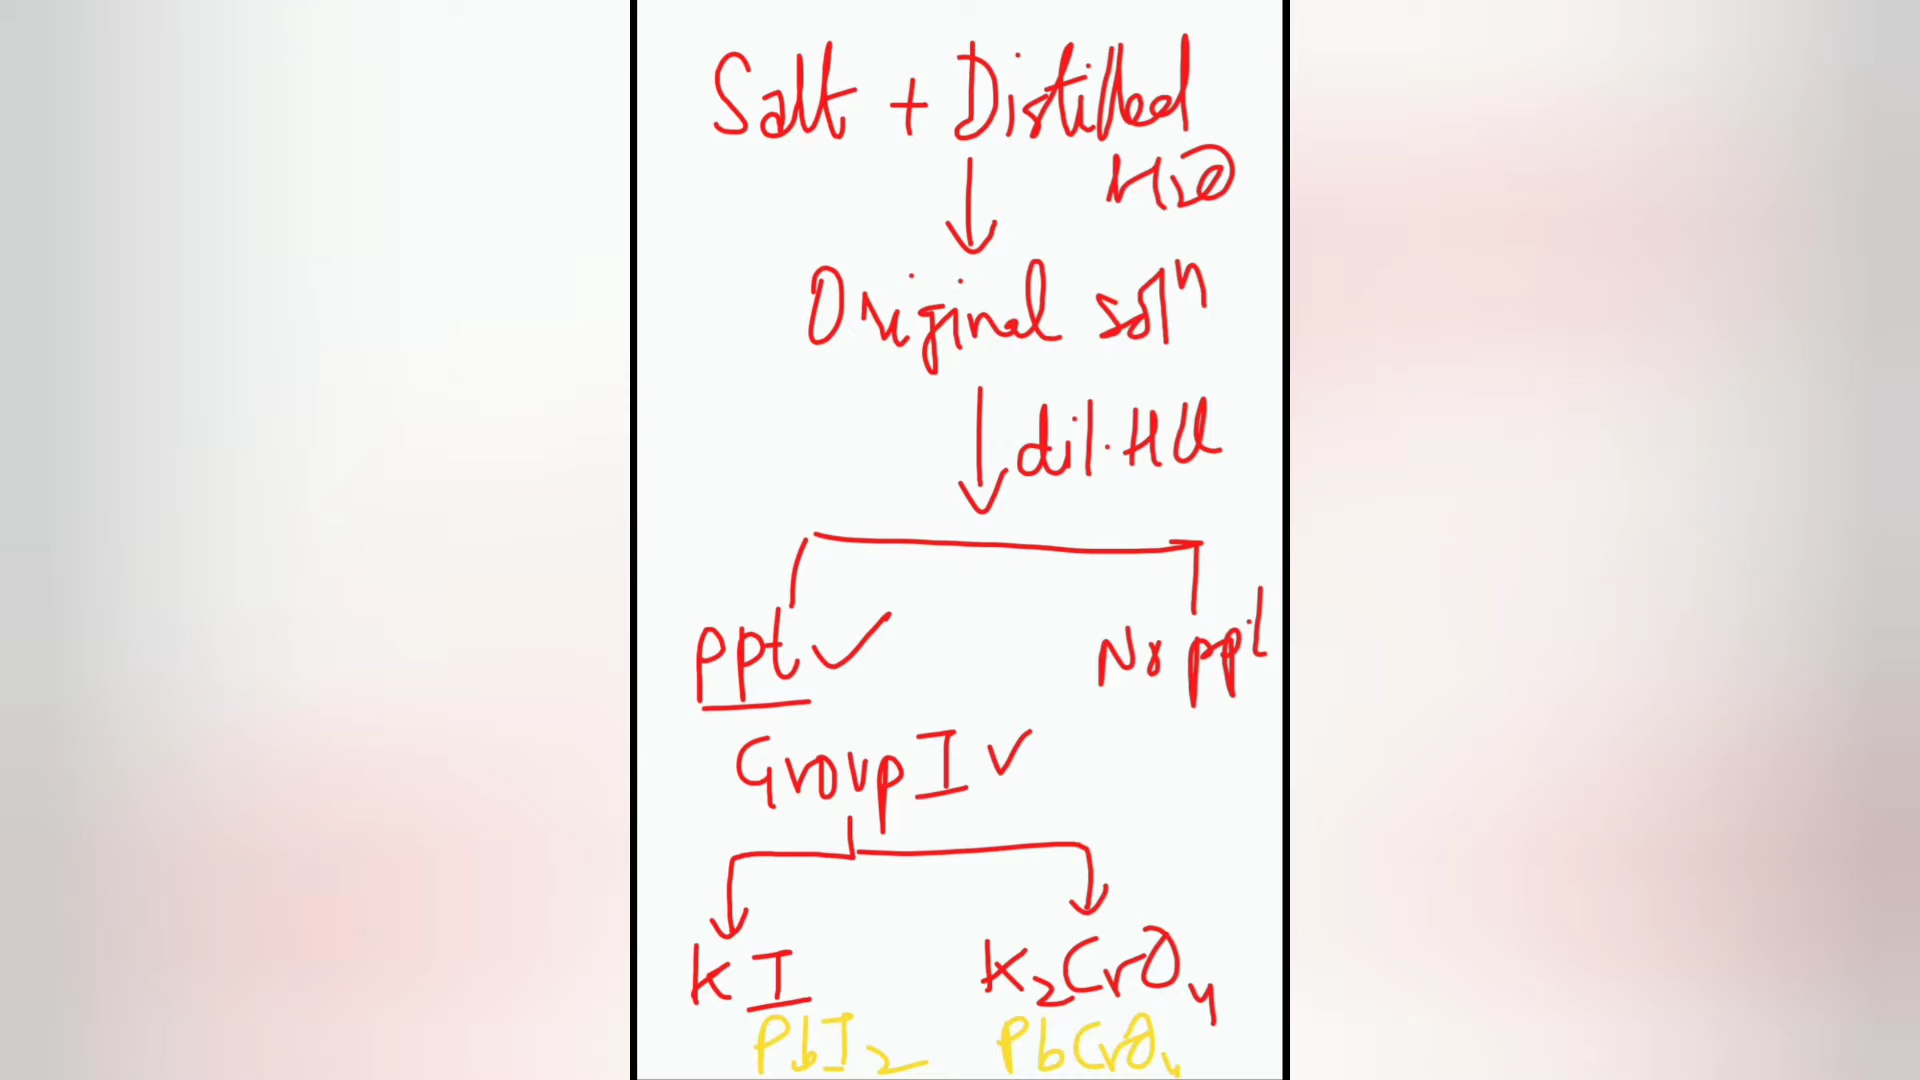 Salt + Distilled
H2O
Original solⁿ
dil. HCl
ppt ✓
No ppt
Group I ✓
KI
K₂CrO₄
PbI₂
PbCrO₄